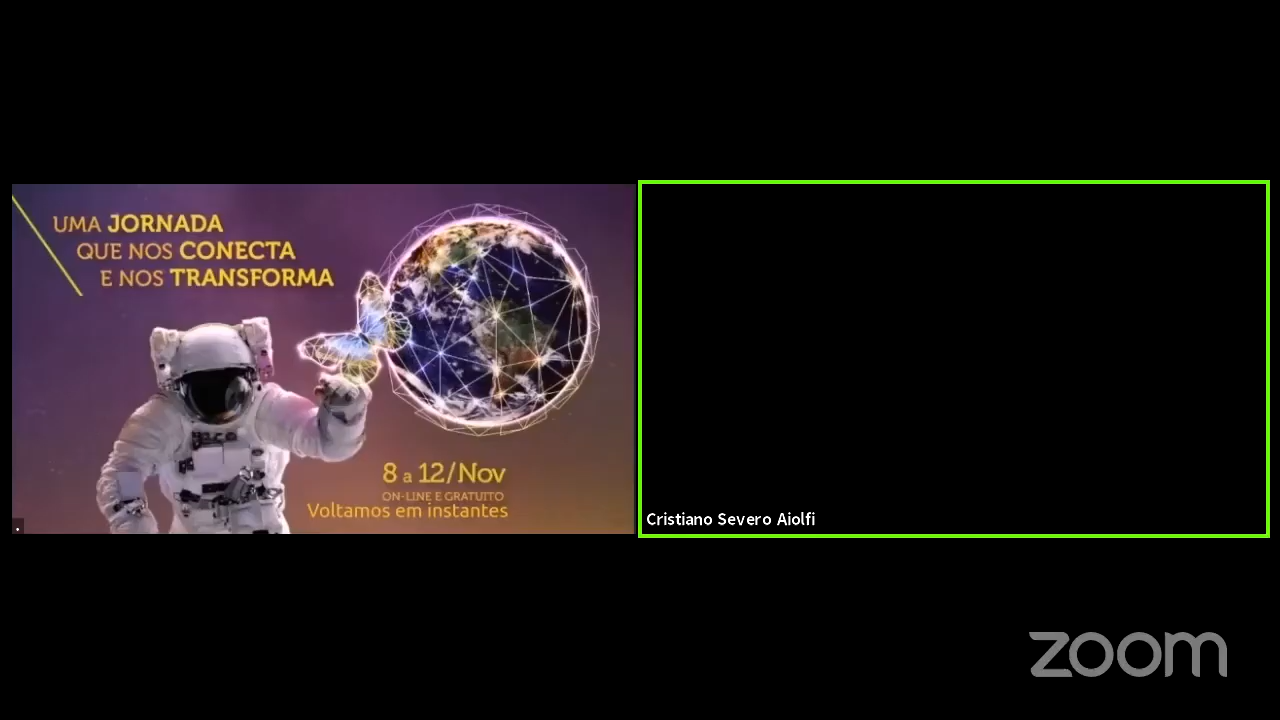 UMA JORNADA
QUE NOS CONECTA
E NOS TRANSFORMA
8 a 12/Nov
ON-LINE E GRATUITO
Voltamos em instantes
Cristiano Severo Aiolfi
zoom